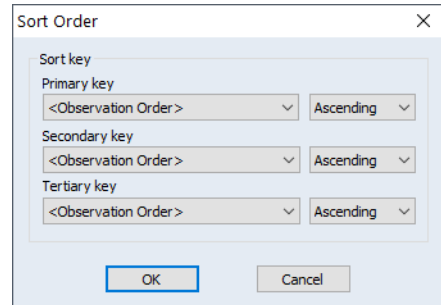 Sort Order
Sort key
Primary key
<Observation Order> Ascending
Secondary key
<Observation Order> Ascending
Tertiary key
<Observation Order> Ascending
OK Cancel